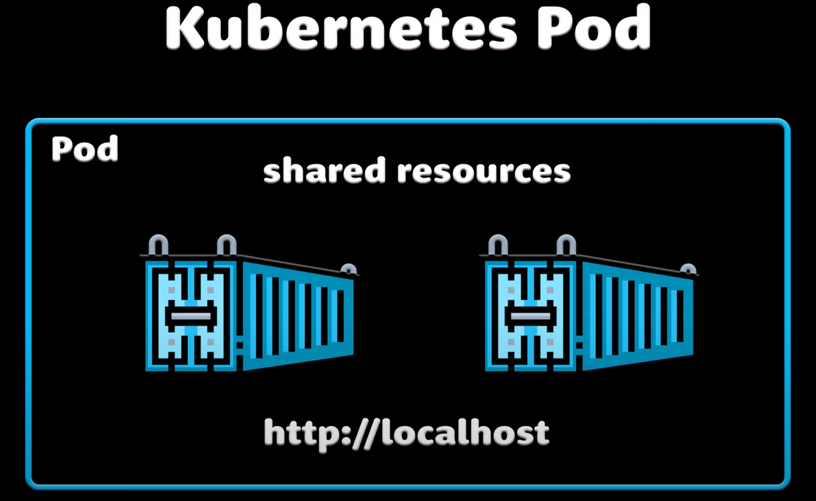 Kubernetes Pod
Pod
shared resources
http://localhost